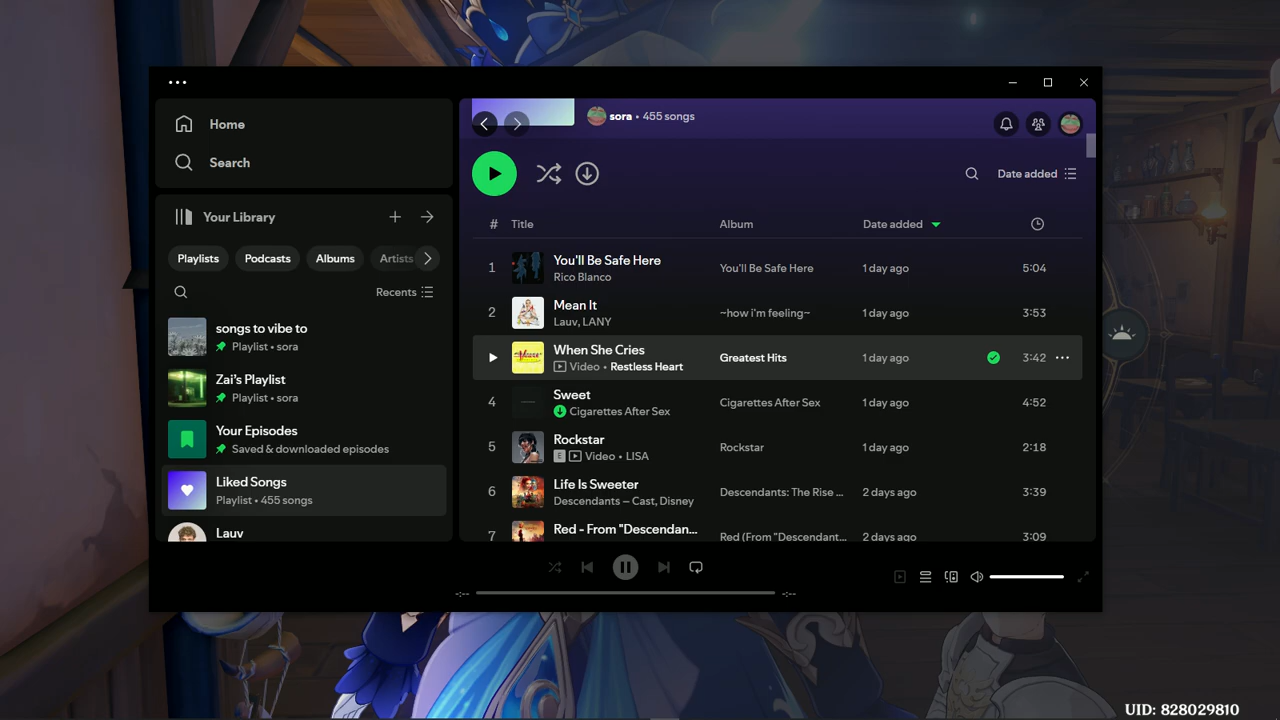 Home
Search
Your Library
Playlists
Podcasts
Albums
Artists
Recents
songs to vibe to
Playlist • sora
Zai's Playlist
Playlist • sora
Your Episodes
Saved & downloaded episodes
Liked Songs
Playlist • 455 songs
Lauv
sora • 455 songs
Date added
# Title Album Date added
1 You'll Be Safe Here You'll Be Safe Here 1 day ago 5:04
Rico Blanco
2 Mean It ~how i'm feeling~ 1 day ago 3:53
Lauv, LANY
When She Cries Greatest Hits 1 day ago 3:42
Video • Restless Heart
4 Sweet Cigarettes After Sex 1 day ago 4:52
Cigarettes After Sex
5 Rockstar Rockstar 1 day ago 2:18
E Video • LISA
6 Life Is Sweeter Descendants: The Rise ... 2 days ago 3:39
Descendants – Cast, Disney
7 Red - From "Descendan... Red (From "Descendant... 2 days ago 3:09
-:-- -:--
UID: 828029810